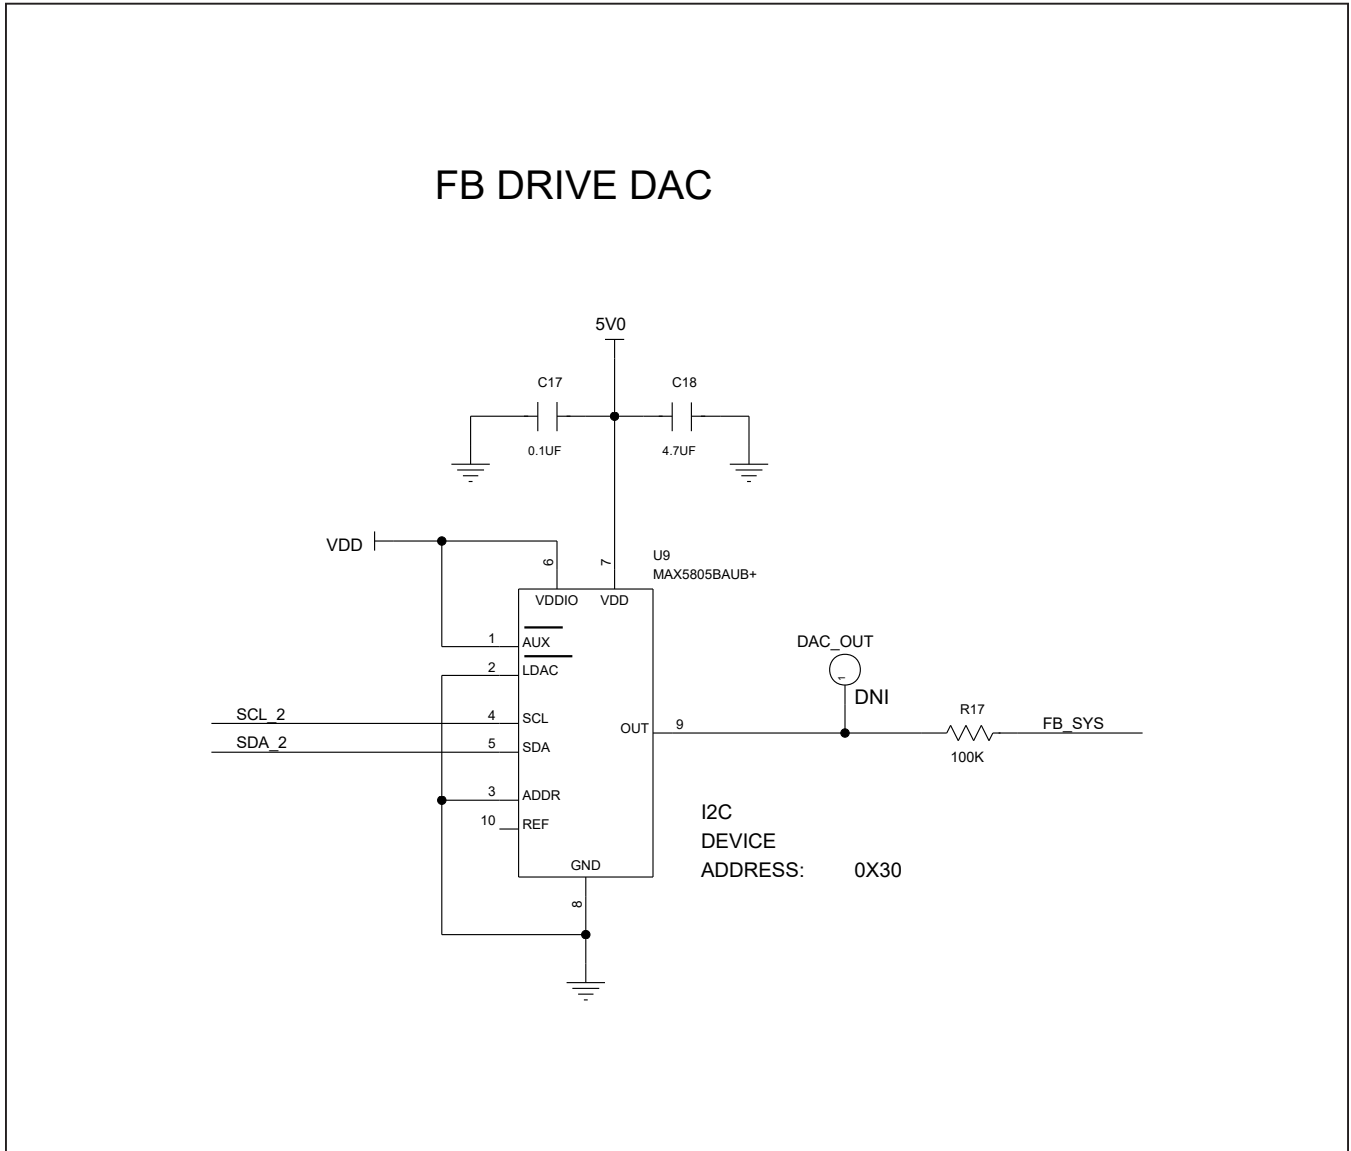 FB DRIVE DAC
5V0
C17 C18
0.1UF 4.7UF
VDD
6 7
U9
MAX5805BAUB+
VDDIO VDD
1 AUX
2 LDAC
DAC_OUT
1
DNI
SCL_2 4 SCL
SDA_2 5 SDA
OUT 9
R17
100K
FB_SYS
3 ADDR
10 REF
GND
8
I2C
DEVICE
ADDRESS: 0X30